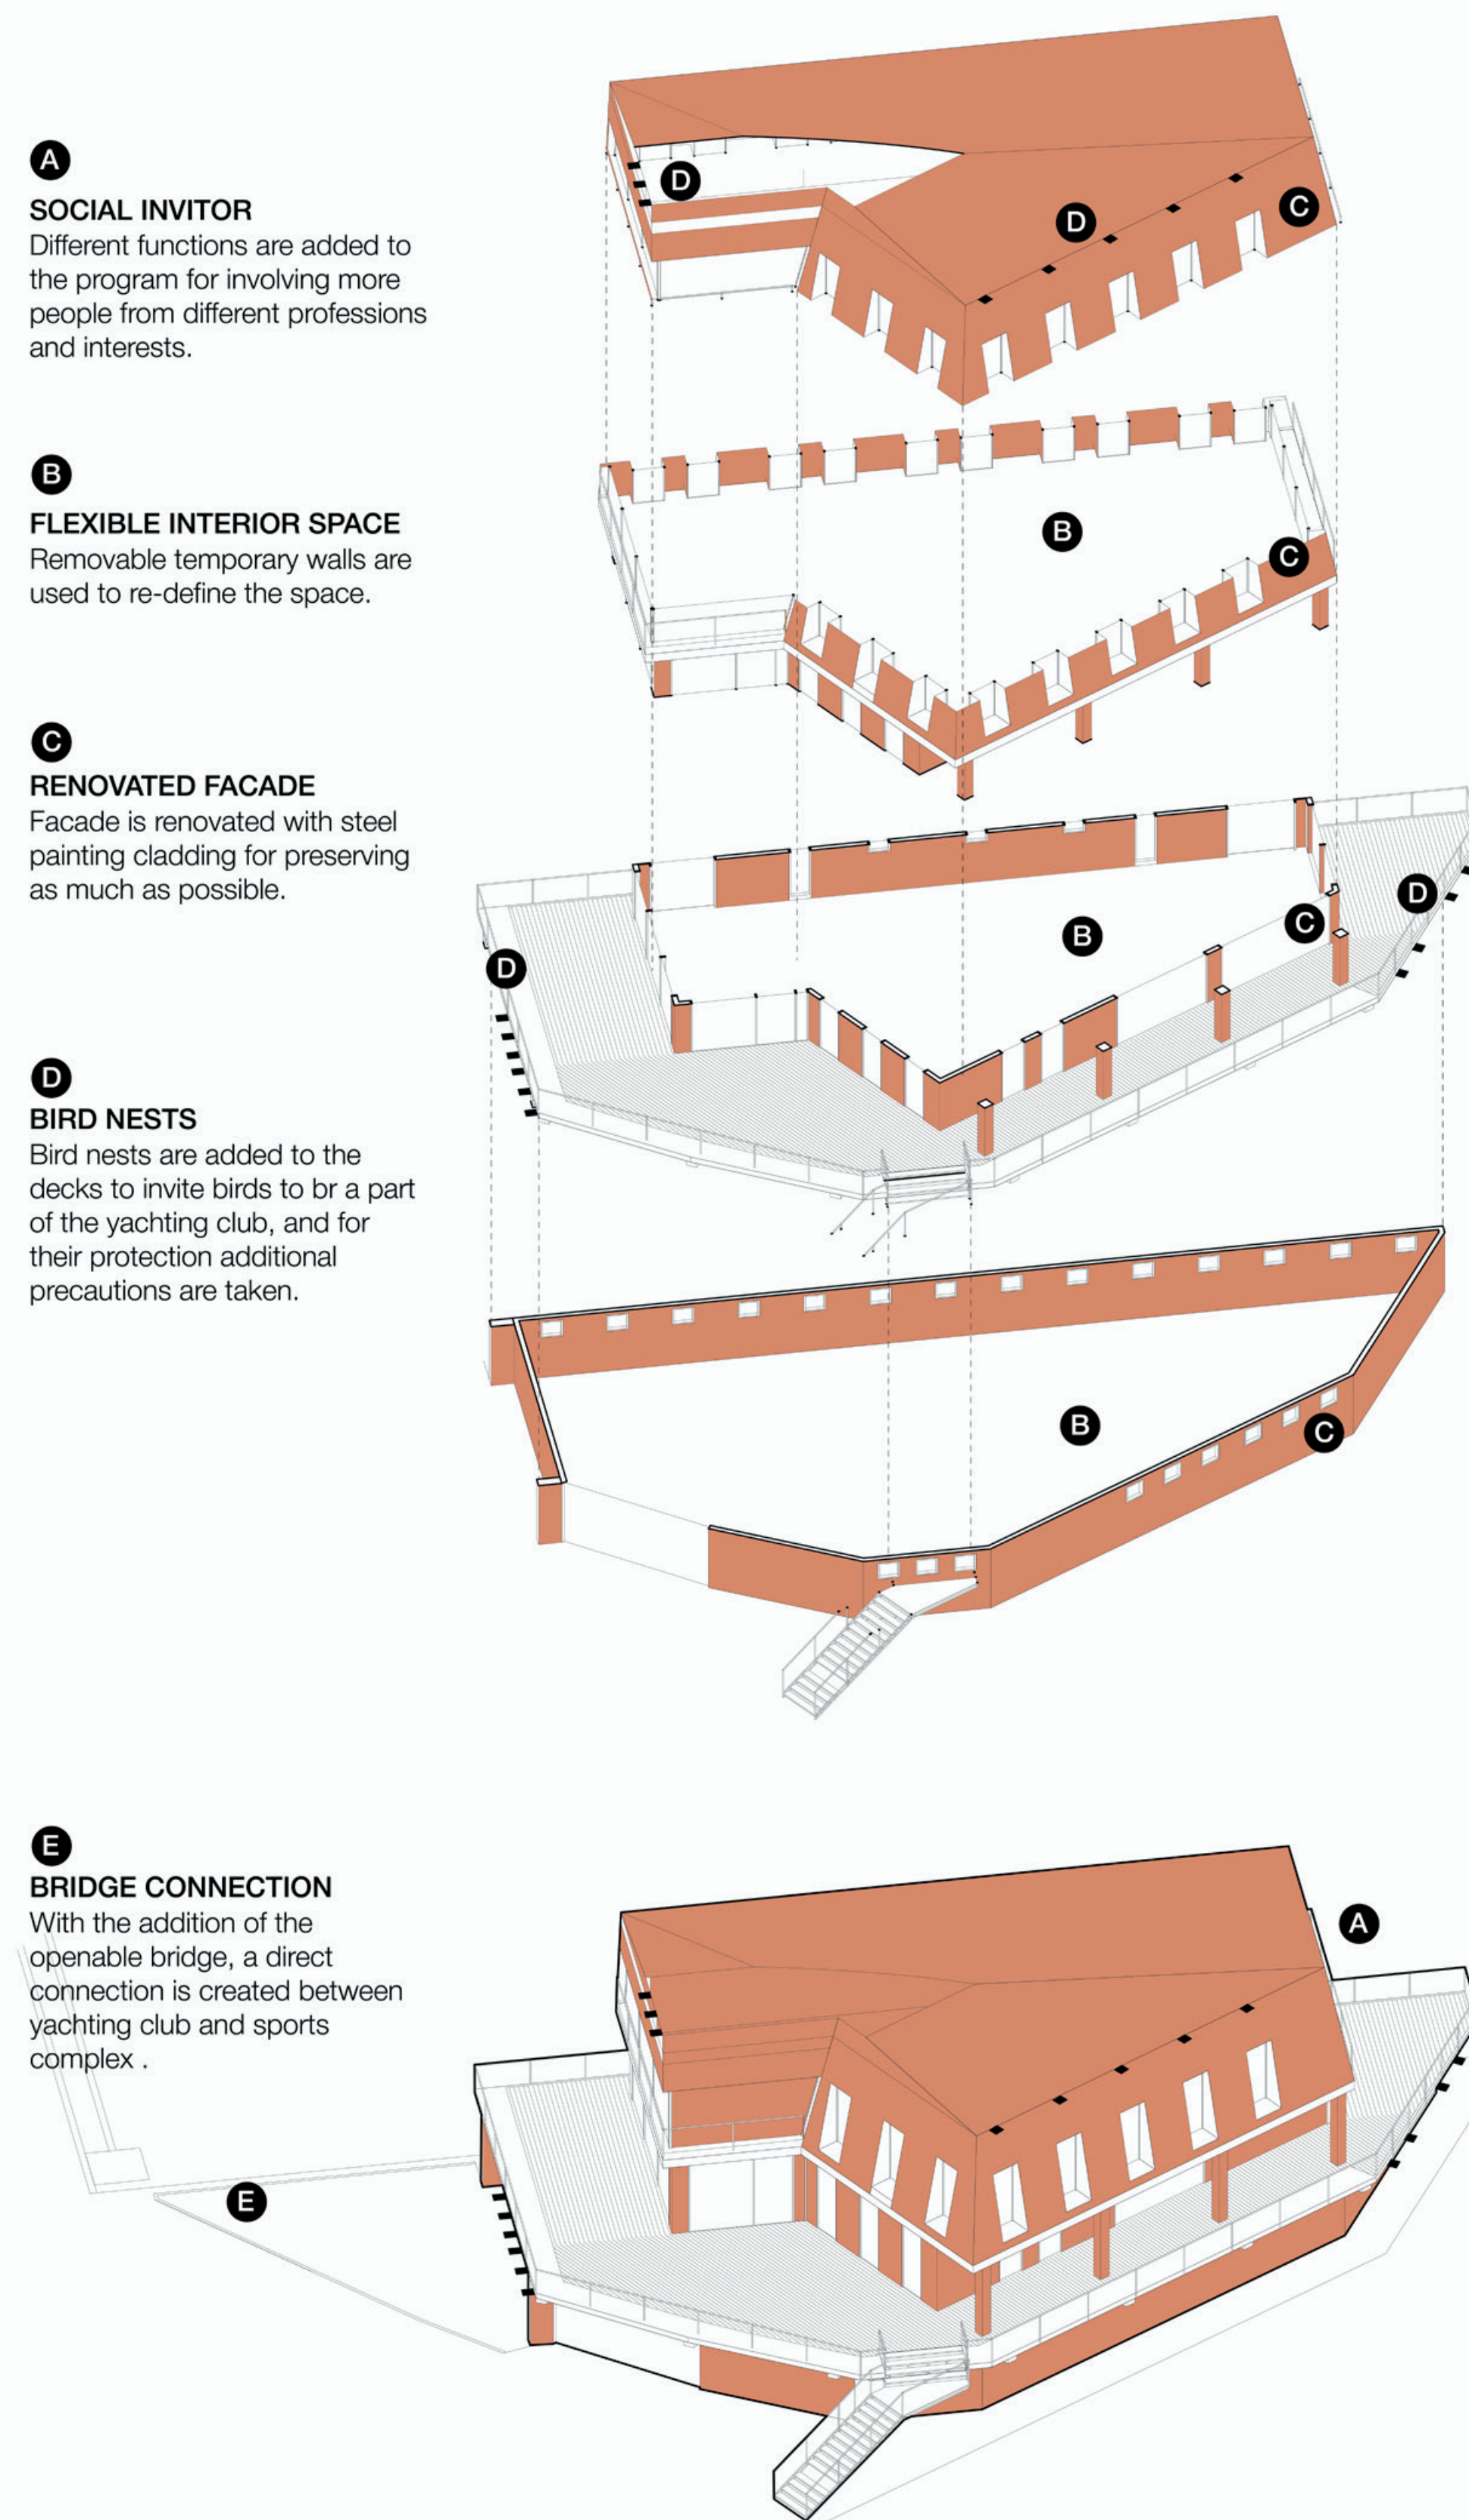 A
SOCIAL INVITOR
Different functions are added to
the program for involving more
people from different professions
and interests.
B
FLEXIBLE INTERIOR SPACE
Removable temporary walls are
used to re-define the space.
C
RENOVATED FACADE
Facade is renovated with steel
painting cladding for preserving
as much as possible.
D
BIRD NESTS
Bird nests are added to the
decks to invite birds to br a part
of the yachting club, and for
their protection additional
precautions are taken.
D
D
C
B
C
B
C
D
D
B
C
E
BRIDGE CONNECTION
With the addition of the
openable bridge, a direct
connection is created between
yachting club and sports
complex .
A
E